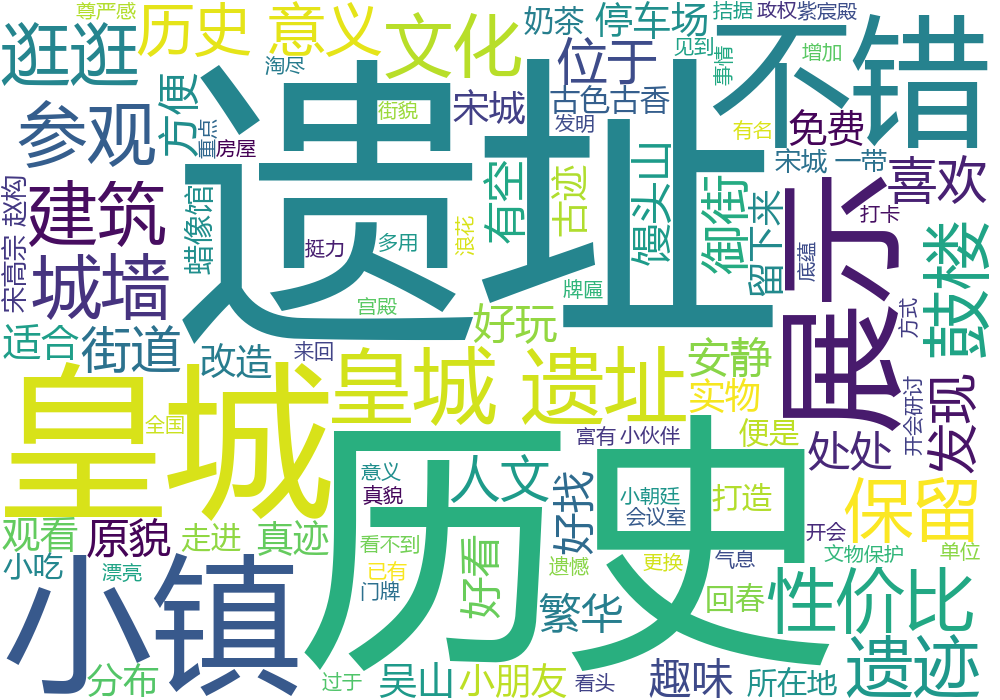 尊严感
历史 意义
文化
奶茶
停车场
拮据
政权
紫宸殿
逛逛
淘尽
位于
见到
事情
增加
不错
参观
方便
重点
房屋
街貌
宋城
古色古香
发明
有名
免费
宋城 一带
喜欢
遗址
建筑
宋高宗 赵构
蜡像馆
挺力
多用
浪花
有空
古迹
馒头山
御街
留下来
底蕴
打卡
展示
方式
鼓楼
城墙
宫殿
牌匾
适合
街道
改造
来回
好玩
安静
皇城
全国
皇城 遗址
实物
富有
小伙伴
便是
处处
开会研讨
发现
历史
意义
真貌
人文
好找
小朝廷
会议室
打造
保留
观看
原貌
走进
真迹
看不到
已有
门牌
好看
遗憾
更换
气息
开会
文物保护
单位
小吃
漂亮
小镇
繁华
回春
性价比
分布
过于
吴山
小朋友
看头
趣味
所在地
遗迹